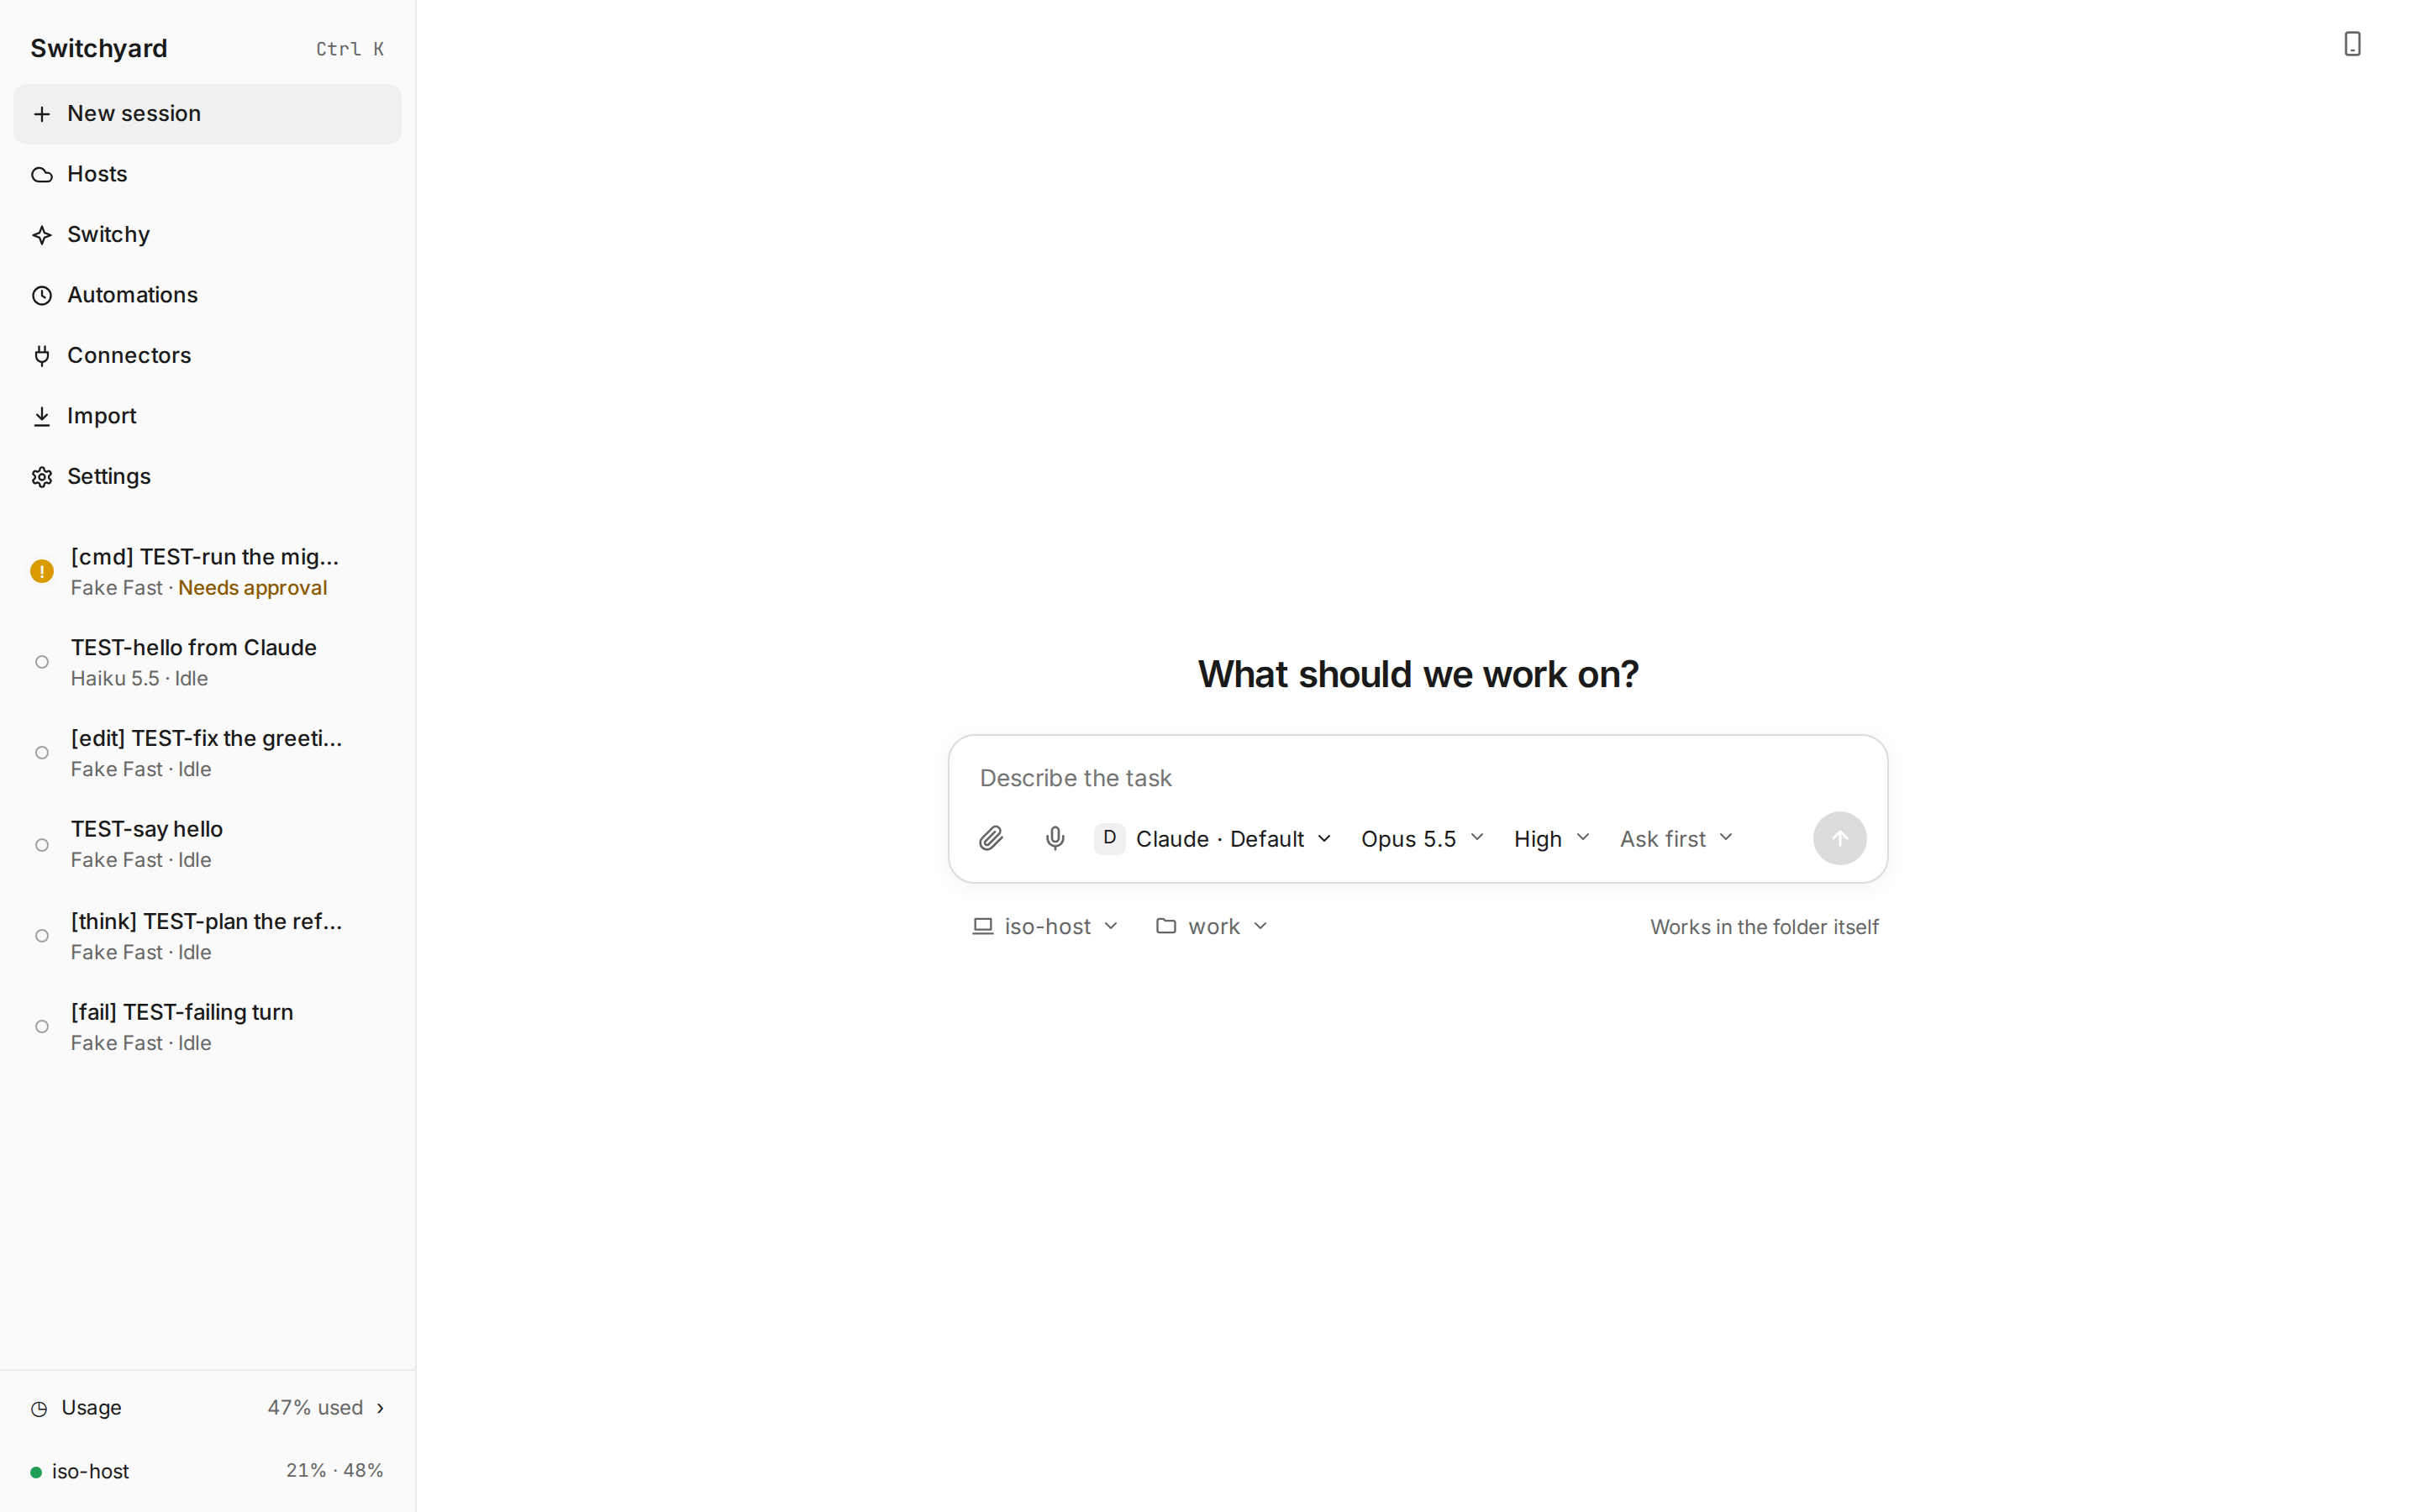 Switchyard
Ctrl K
New session
Hosts
Switchy
Automations
Connectors
Import
Settings
[cmd] TEST-run the mig...
Fake Fast · Needs approval
TEST-hello from Claude
Haiku 5.5 · Idle
[edit] TEST-fix the greeti...
Fake Fast · Idle
TEST-say hello
Fake Fast · Idle
[think] TEST-plan the ref...
Fake Fast · Idle
[fail] TEST-failing turn
Fake Fast · Idle
Usage
47% used
iso-host
21% · 48%
What should we work on?
Describe the task
D Claude · Default
Opus 5.5
High
Ask first
iso-host
work
Works in the folder itself